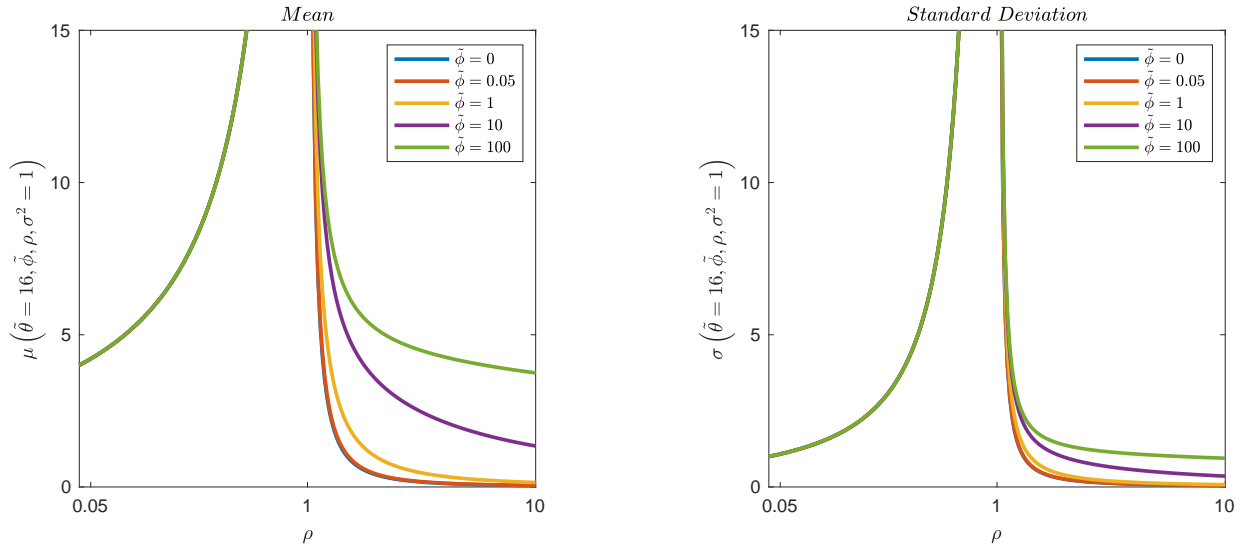 Mean
15
10
5
0
0.05
1
10
ρ
μ (θ̃ = 16, φ̃, ρ, σ² = 1)
φ̃ = 0
φ̃ = 0.05
φ̃ = 1
φ̃ = 10
φ̃ = 100
Standard Deviation
15
10
5
0
0.05
1
10
ρ
σ (θ̃ = 16, φ̃, ρ, σ² = 1)
φ̃ = 0
φ̃ = 0.05
φ̃ = 1
φ̃ = 10
φ̃ = 100